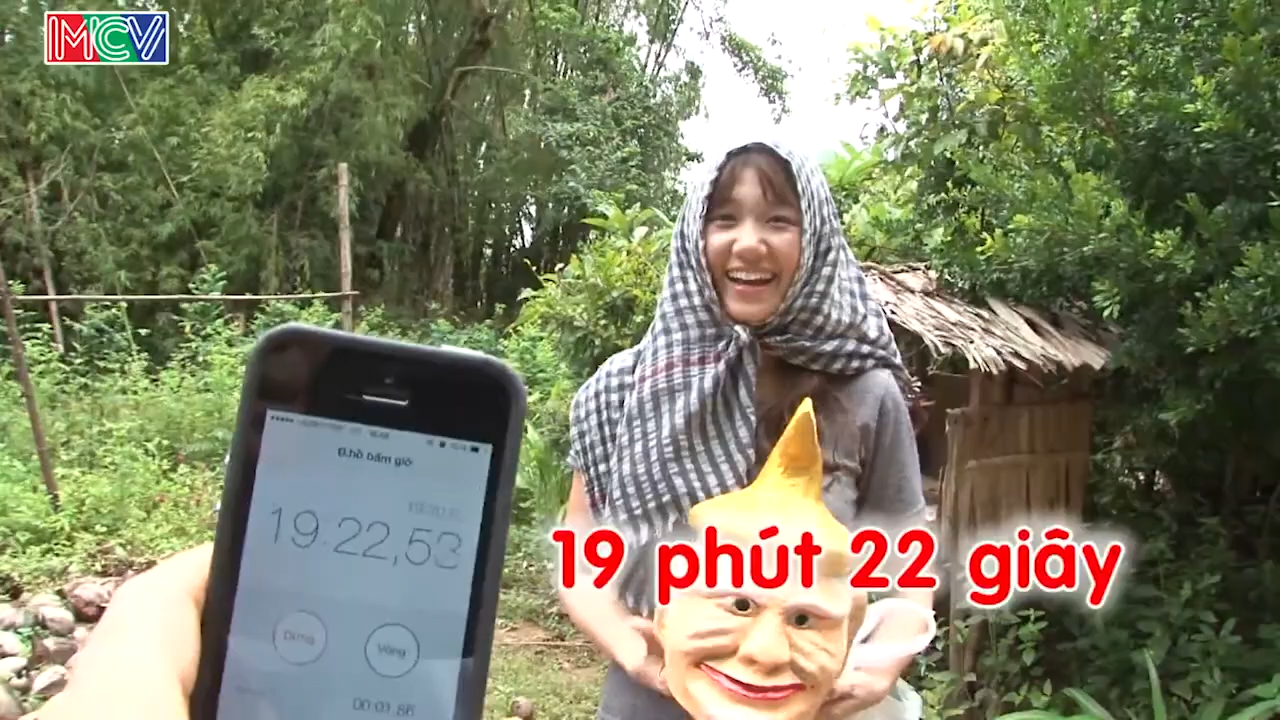 MCV
Đ.hồ bấm giờ
19:22,53
Dừng
Vòng
19 phút 22 giây